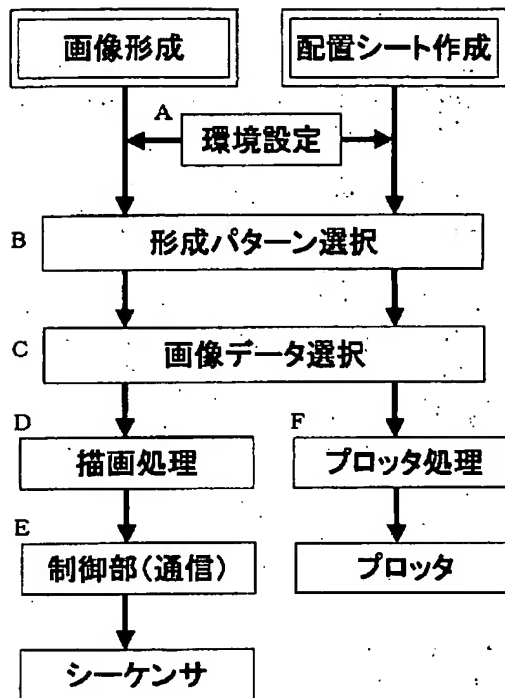 画像形成
配置シート作成
A
環境設定
B
形成パターン選択
C
画像データ選択
D
描画処理
F
プロッタ処理
E
制御部(通信)
プロッタ
シーケンサ